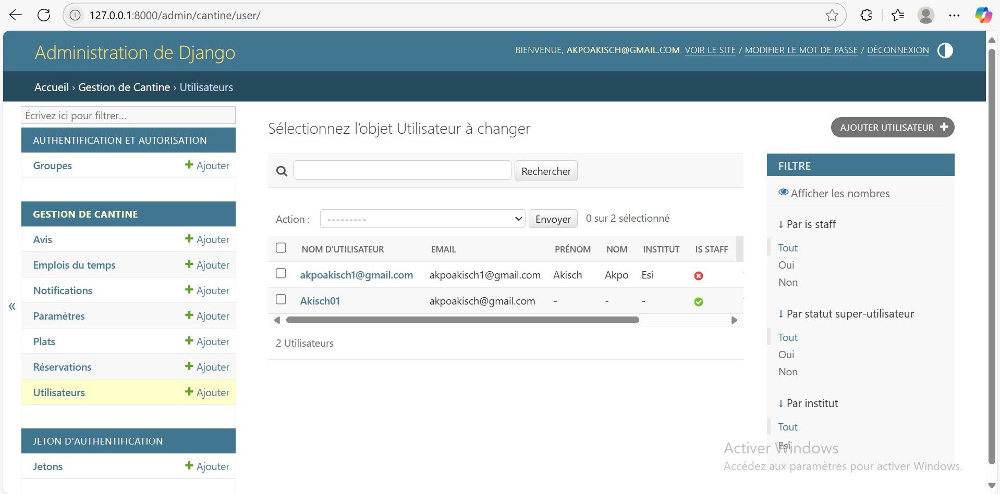 127.0.0.1:8000/admin/cantine/user/
Administration de Django
BIENVENUE, AKPOAKISCH@GMAIL.COM. VOIR LE SITE / MODIFIER LE MOT DE PASSE / DÉCONNEXION
Accueil › Gestion de Cantine › Utilisateurs
Écrivez ici pour filtrer…
AUTHENTIFICATION ET AUTORISATION
Groupes Ajouter
GESTION DE CANTINE
Avis Ajouter
Emplois du temps Ajouter
Notifications Ajouter
Paramètres Ajouter
Plats Ajouter
Réservations Ajouter
Utilisateurs Ajouter
JETON D'AUTHENTIFICATION
Jetons Ajouter
«
Sélectionnez l’objet Utilisateur à changer
AJOUTER UTILISATEUR
Rechercher
Action : --------- Envoyer 0 sur 2 sélectionné
NOM D’UTILISATEUR EMAIL PRÉNOM NOM INSTITUT IS STAFF
akpoakisch1@gmail.com akpoakisch1@gmail.com Akisch Akpo Esi
Akisch01 akpoakisch@gmail.com - - -
2 Utilisateurs
FILTRE
Afficher les nombres
↓ Par is staff
Tout
Oui
Non
↓ Par statut super-utilisateur
Tout
Oui
Non
↓ Par institut
Tout
Esi
Activer Windows
Accédez aux paramètres pour activer Windows.